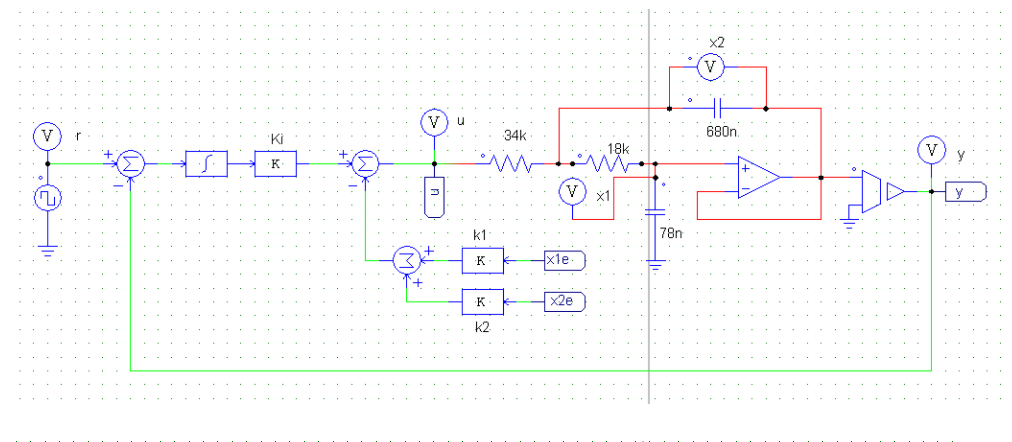 x2
V
680n
V
r
V
u
34k
18k
V
y
+
Σ
−
∫
Ki
K
+
Σ
−
u
V
x1
+
−
y
78n
k1
Σ
+
+
K
x1e
K
x2e
k2